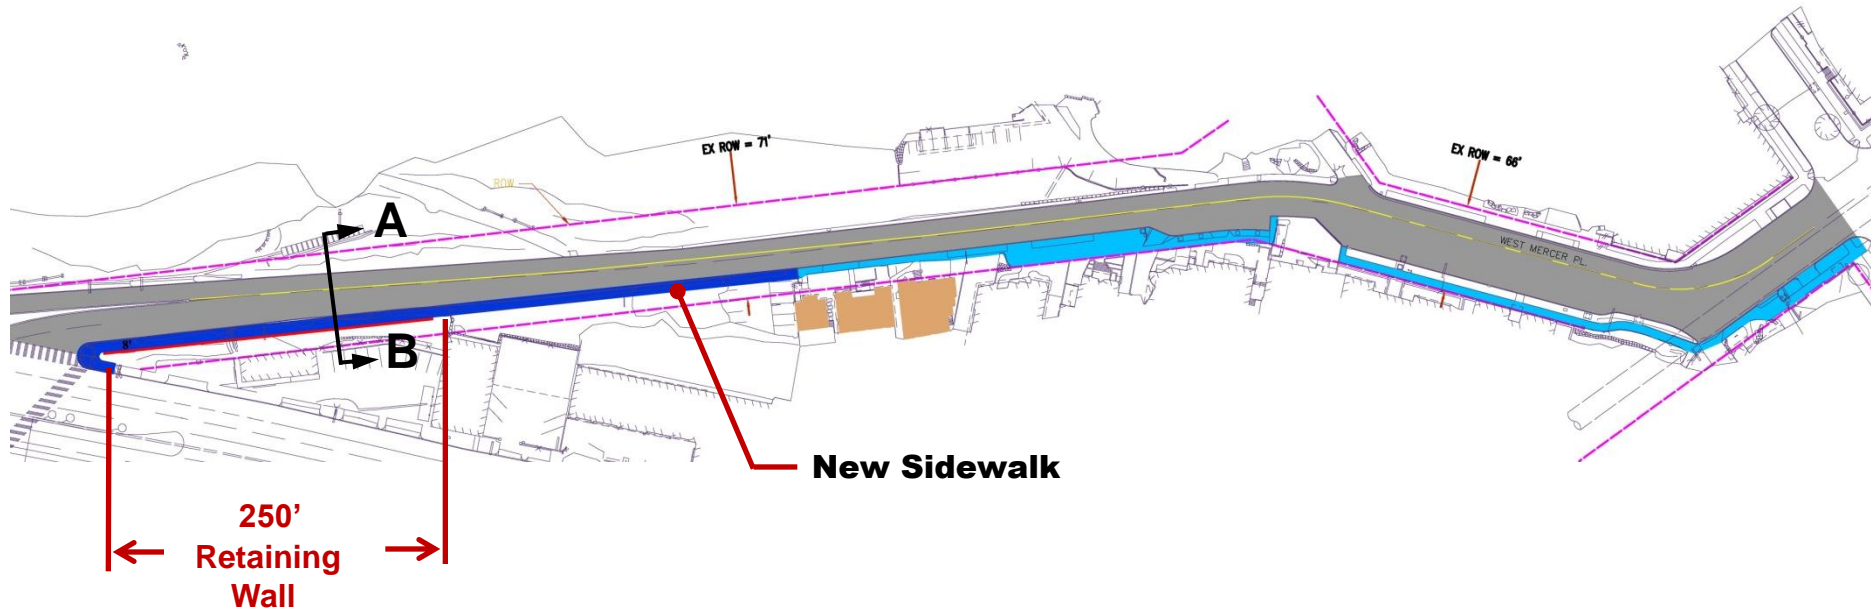 EX ROW = 71'
EX ROW = 66'
ROW
A
WEST MERCER PL.
8'
B
New Sidewalk
250’
Retaining
Wall